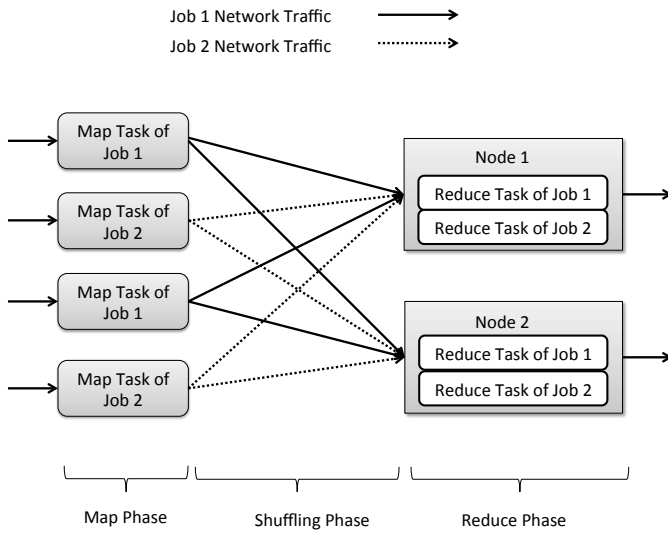 Job 1 Network Traffic
Job 2 Network Traffic
Map Task of
Job 1
Map Task of
Job 2
Map Task of
Job 1
Map Task of
Job 2
Node 1
Reduce Task of Job 1
Reduce Task of Job 2
Node 2
Reduce Task of Job 1
Reduce Task of Job 2
Map Phase
Shuffling Phase
Reduce Phase